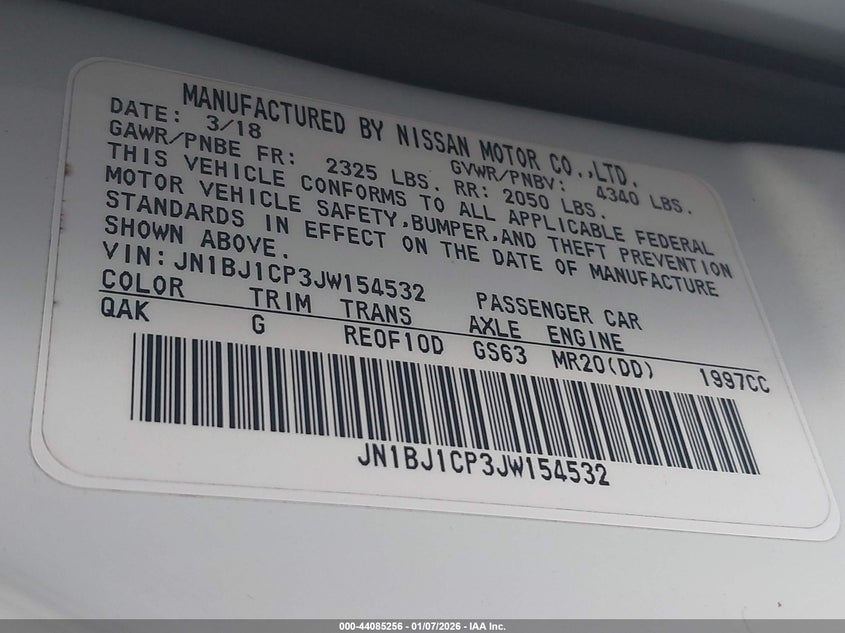 MANUFACTURED BY NISSAN MOTOR CO.,LTD.
DATE: 3/18 GVWR/PNBV: 4340 LBS.
GAWR/PNBE FR: 2325 LBS. RR: 2050 LBS.
THIS VEHICLE CONFORMS TO ALL APPLICABLE FEDERAL
MOTOR VEHICLE SAFETY,BUMPER,AND THEFT PREVENTION
STANDARDS IN EFFECT ON THE DATE OF MANUFACTURE
SHOWN ABOVE.
VIN: JN1BJ1CP3JW154532 PASSENGER CAR
COLOR TRIM TRANS AXLE ENGINE
QAK G RE0F10D GS63 MR20(DD) 1997CC
JN1BJ1CP3JW154532
000-44085256 - 01/07/2026 - IAA Inc.